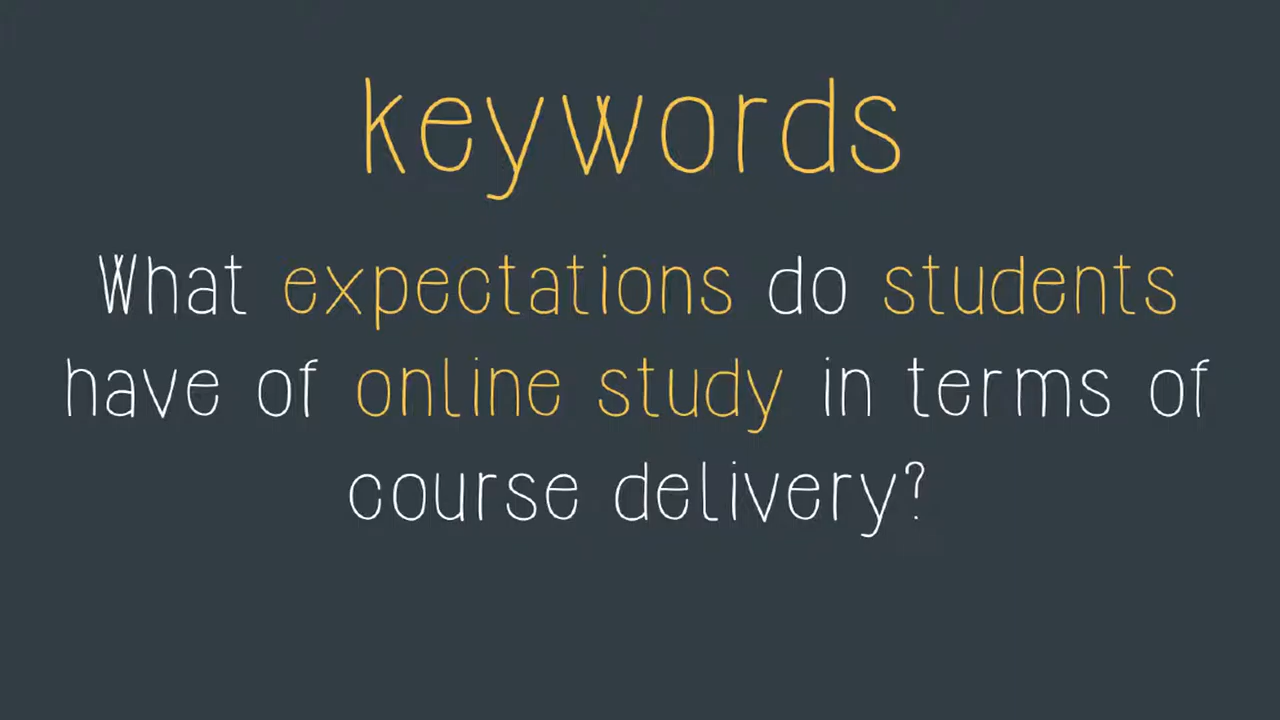 keywords
What expectations do students
have of online study in terms of
course delivery?